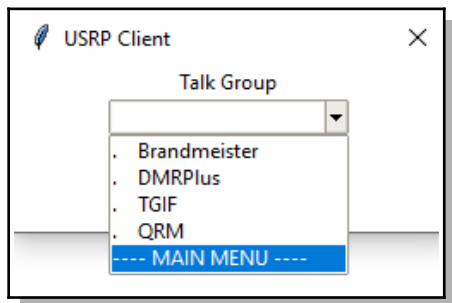 USRP Client
Talk Group
. Brandmeister
. DMRPlus
. TGIF
. QRM
---- MAIN MENU ----